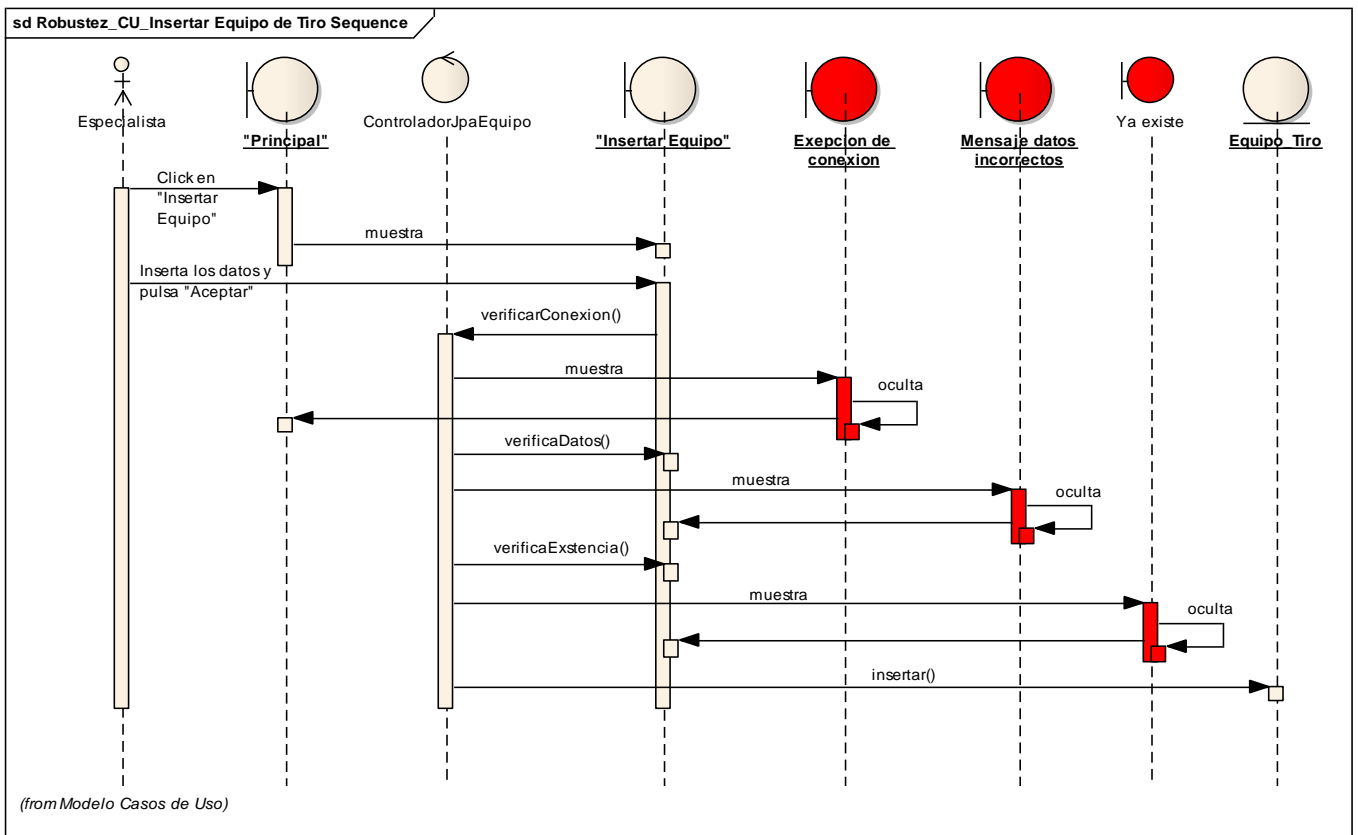 sd Robustez_CU_Insertar Equipo de Tiro Sequence
Especialista
"Principal"
ControladorJpaEquipo
"Insertar Equipo"
Exepcion de
conexion
Mensaje datos
incorrectos
Ya existe
Equipo_Tiro
Click en
"Insertar
Equipo"
muestra
Inserta los datos y
pulsa "Aceptar"
verificarConexion()
muestra
oculta
verificaDatos()
muestra
oculta
verificaExstencia()
muestra
oculta
insertar()
(from Modelo Casos de Uso)